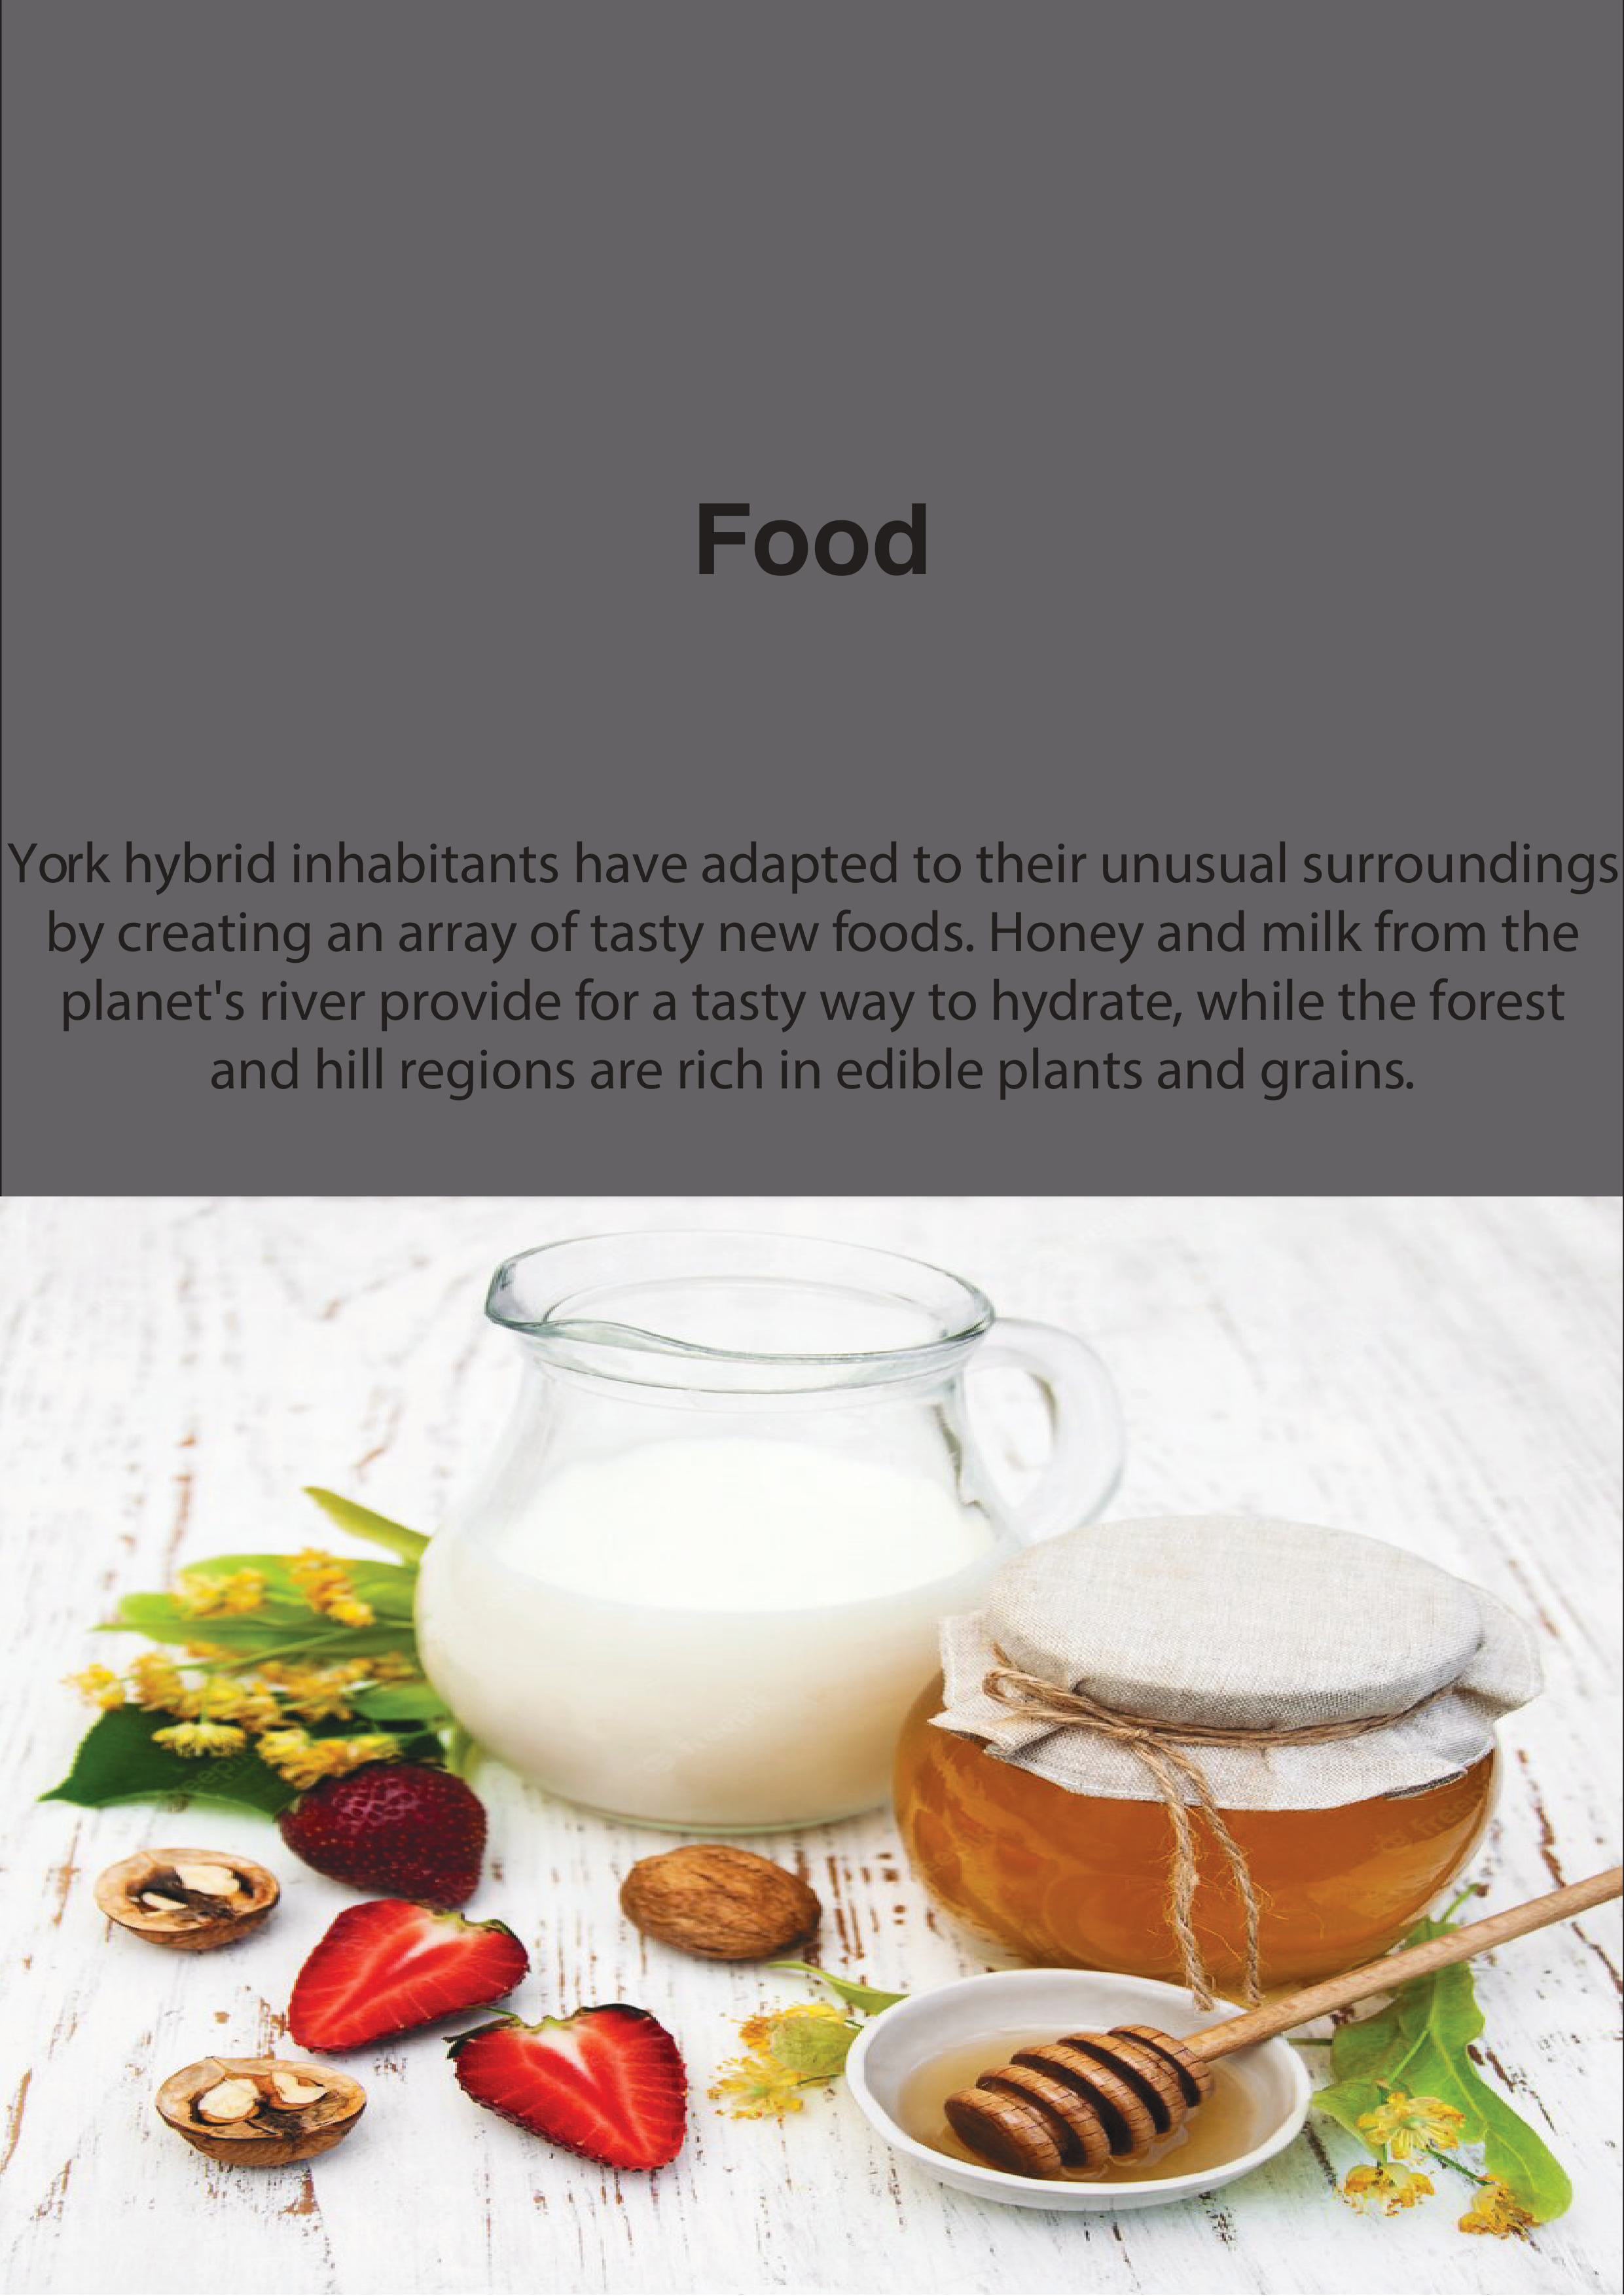 Food
York hybrid inhabitants have adapted to their unusual surroundings
by creating an array of tasty new foods. Honey and milk from the
planet's river provide for a tasty way to hydrate, while the forest
and hill regions are rich in edible plants and grains.